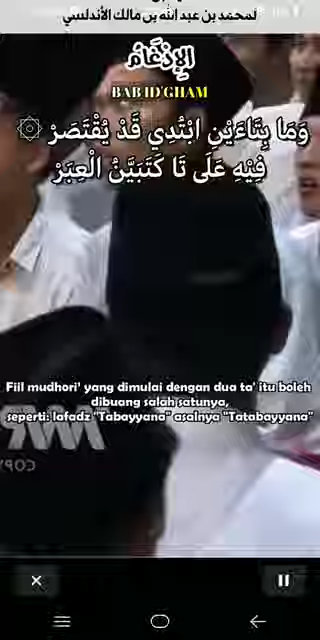 لمحمد بن عبد الله بن مالك الأندلسي
الإِدْغَامُ
BAB ID'GHAM
وَمَا بِتَاءَيْنِ ابْتُدِي قَدْ يُقْتَصَرْ ۞
فِيْهِ عَلَى تَا كَتَبَيَّنُ الْعِبَرْ
Fiil mudhori' yang dimulai dengan dua ta' itu boleh
dibuang salah satunya,
seperti: lafadz "Tabayyana" asalnya "Tatabayyana"